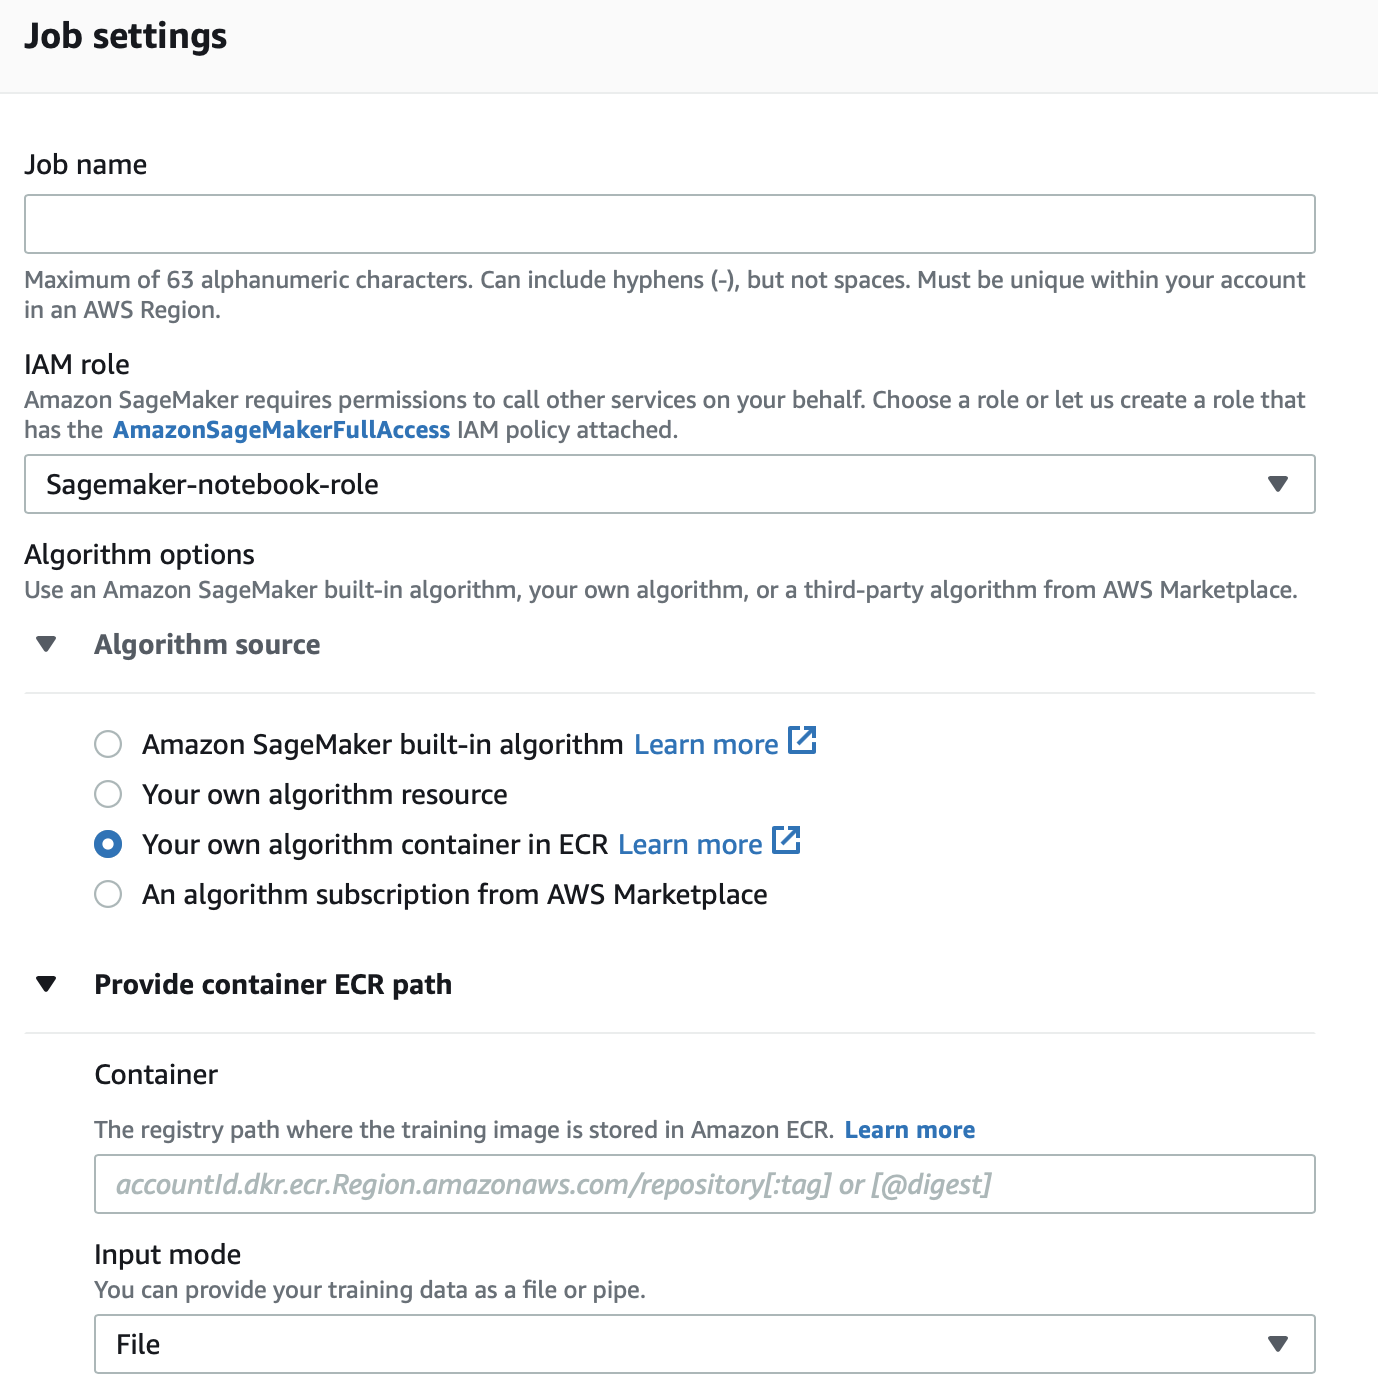 Job settings
Job name
Maximum of 63 alphanumeric characters. Can include hyphens (-), but not spaces. Must be unique within your account
in an AWS Region.
IAM role
Amazon SageMaker requires permissions to call other services on your behalf. Choose a role or let us create a role that
has the AmazonSageMakerFullAccess IAM policy attached.
Sagemaker-notebook-role
Algorithm options
Use an Amazon SageMaker built-in algorithm, your own algorithm, or a third-party algorithm from AWS Marketplace.
Algorithm source
Amazon SageMaker built-in algorithm Learn more
Your own algorithm resource
Your own algorithm container in ECR Learn more
An algorithm subscription from AWS Marketplace
Provide container ECR path
Container
The registry path where the training image is stored in Amazon ECR. Learn more
accountId.dkr.ecr.Region.amazonaws.com/repository[:tag] or [@digest]
Input mode
You can provide your training data as a file or pipe.
File